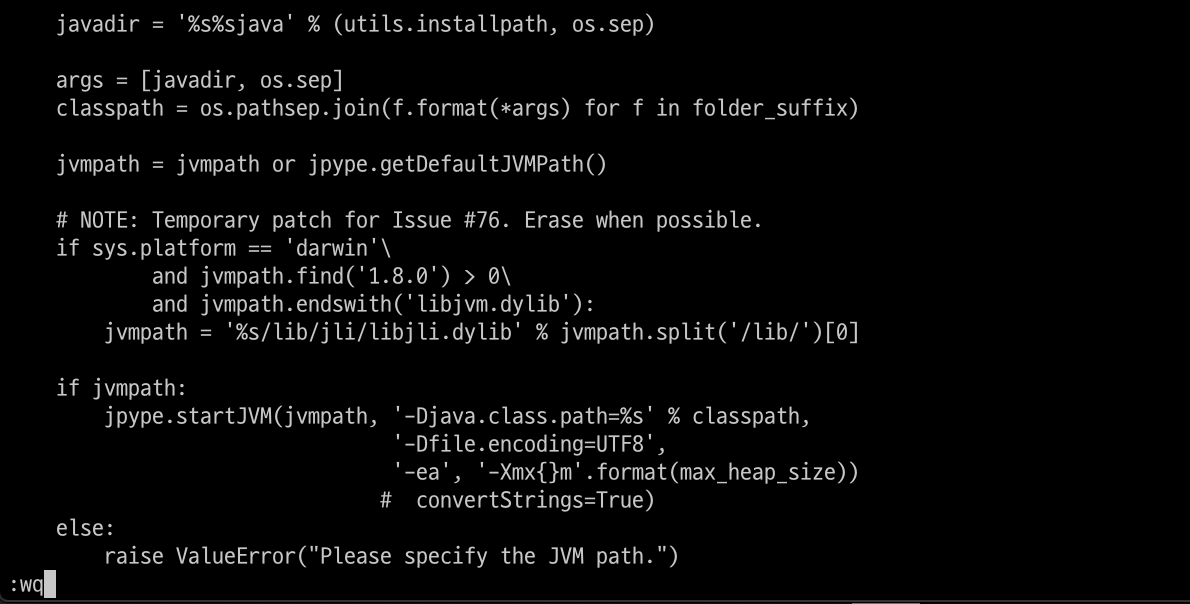 javadir = '%s%sjava' % (utils.installpath, os.sep)
args = [javadir, os.sep]
classpath = os.pathsep.join(f.format(*args) for f in folder_suffix)
jvmpath = jvmpath or jpype.getDefaultJVMPath()
# NOTE: Temporary patch for Issue #76. Erase when possible.
if sys.platform == 'darwin'\
and jvmpath.find('1.8.0') > 0\
and jvmpath.endswith('libjvm.dylib'):
jvmpath = '%s/lib/jli/libjli.dylib' % jvmpath.split('/lib/')[0]
if jvmpath:
jpype.startJVM(jvmpath, '-Djava.class.path=%s' % classpath,
'-Dfile.encoding=UTF8',
'-ea', '-Xmx{}m'.format(max_heap_size))
#  convertStrings=True)
else:
raise ValueError("Please specify the JVM path.")
:wq